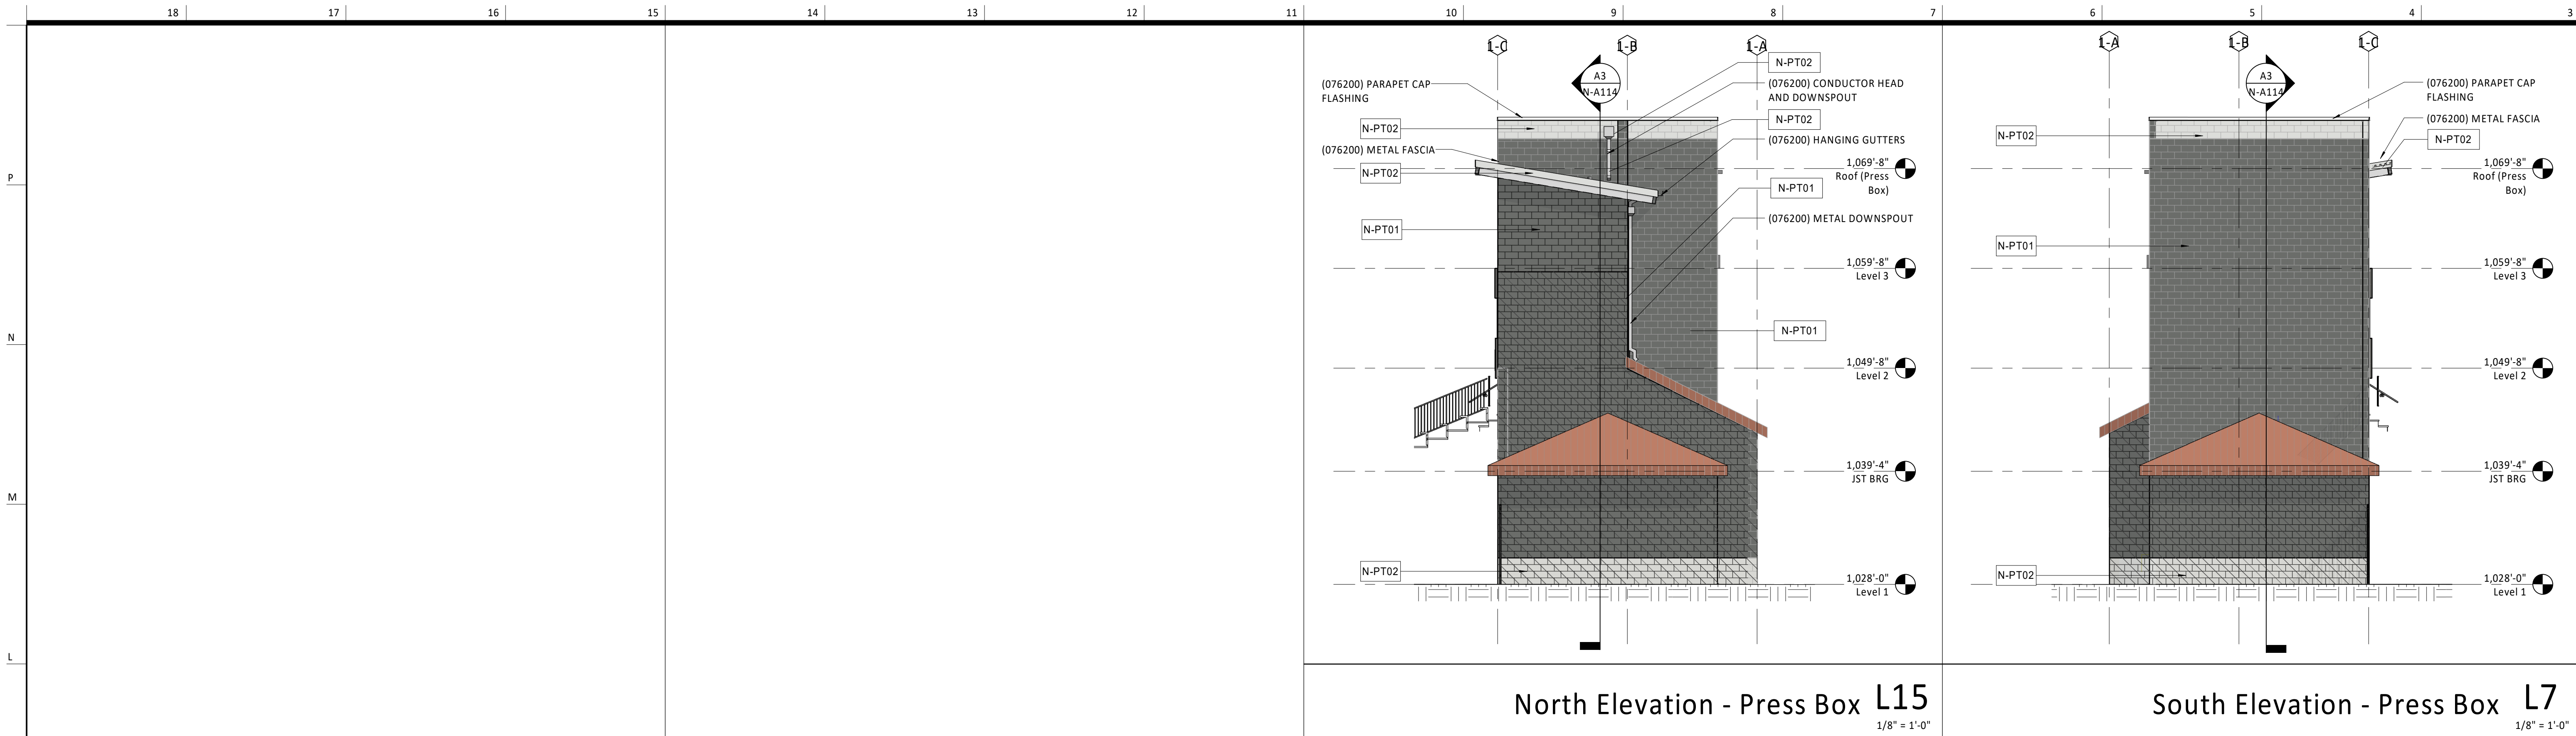 18 17 16 15 14 13 12 11 10 9 8 7 6 5 4 3
P
N
M
L
1-C 1-B 1-A
A3
N-A114
(076200) PARAPET CAP
FLASHING
N-PT02
(076200) METAL FASCIA
N-PT02
N-PT01
N-PT02
N-PT02
(076200) CONDUCTOR HEAD
AND DOWNSPOUT
N-PT02
(076200) HANGING GUTTERS
1,069'-8"
Roof (Press
Box)
N-PT01
(076200) METAL DOWNSPOUT
1,059'-8"
Level 3
N-PT01
1,049'-8"
Level 2
1,039'-4"
JST BRG
1,028'-0"
Level 1
North Elevation - Press Box L15
1/8" = 1'-0"
1-A 1-B 1-C
A3
N-A114
N-PT02
N-PT01
N-PT02
(076200) PARAPET CAP
FLASHING
(076200) METAL FASCIA
N-PT02
1,069'-8"
Roof (Press
Box)
1,059'-8"
Level 3
1,049'-8"
Level 2
1,039'-4"
JST BRG
1,028'-0"
Level 1
South Elevation - Press Box L7
1/8" = 1'-0"